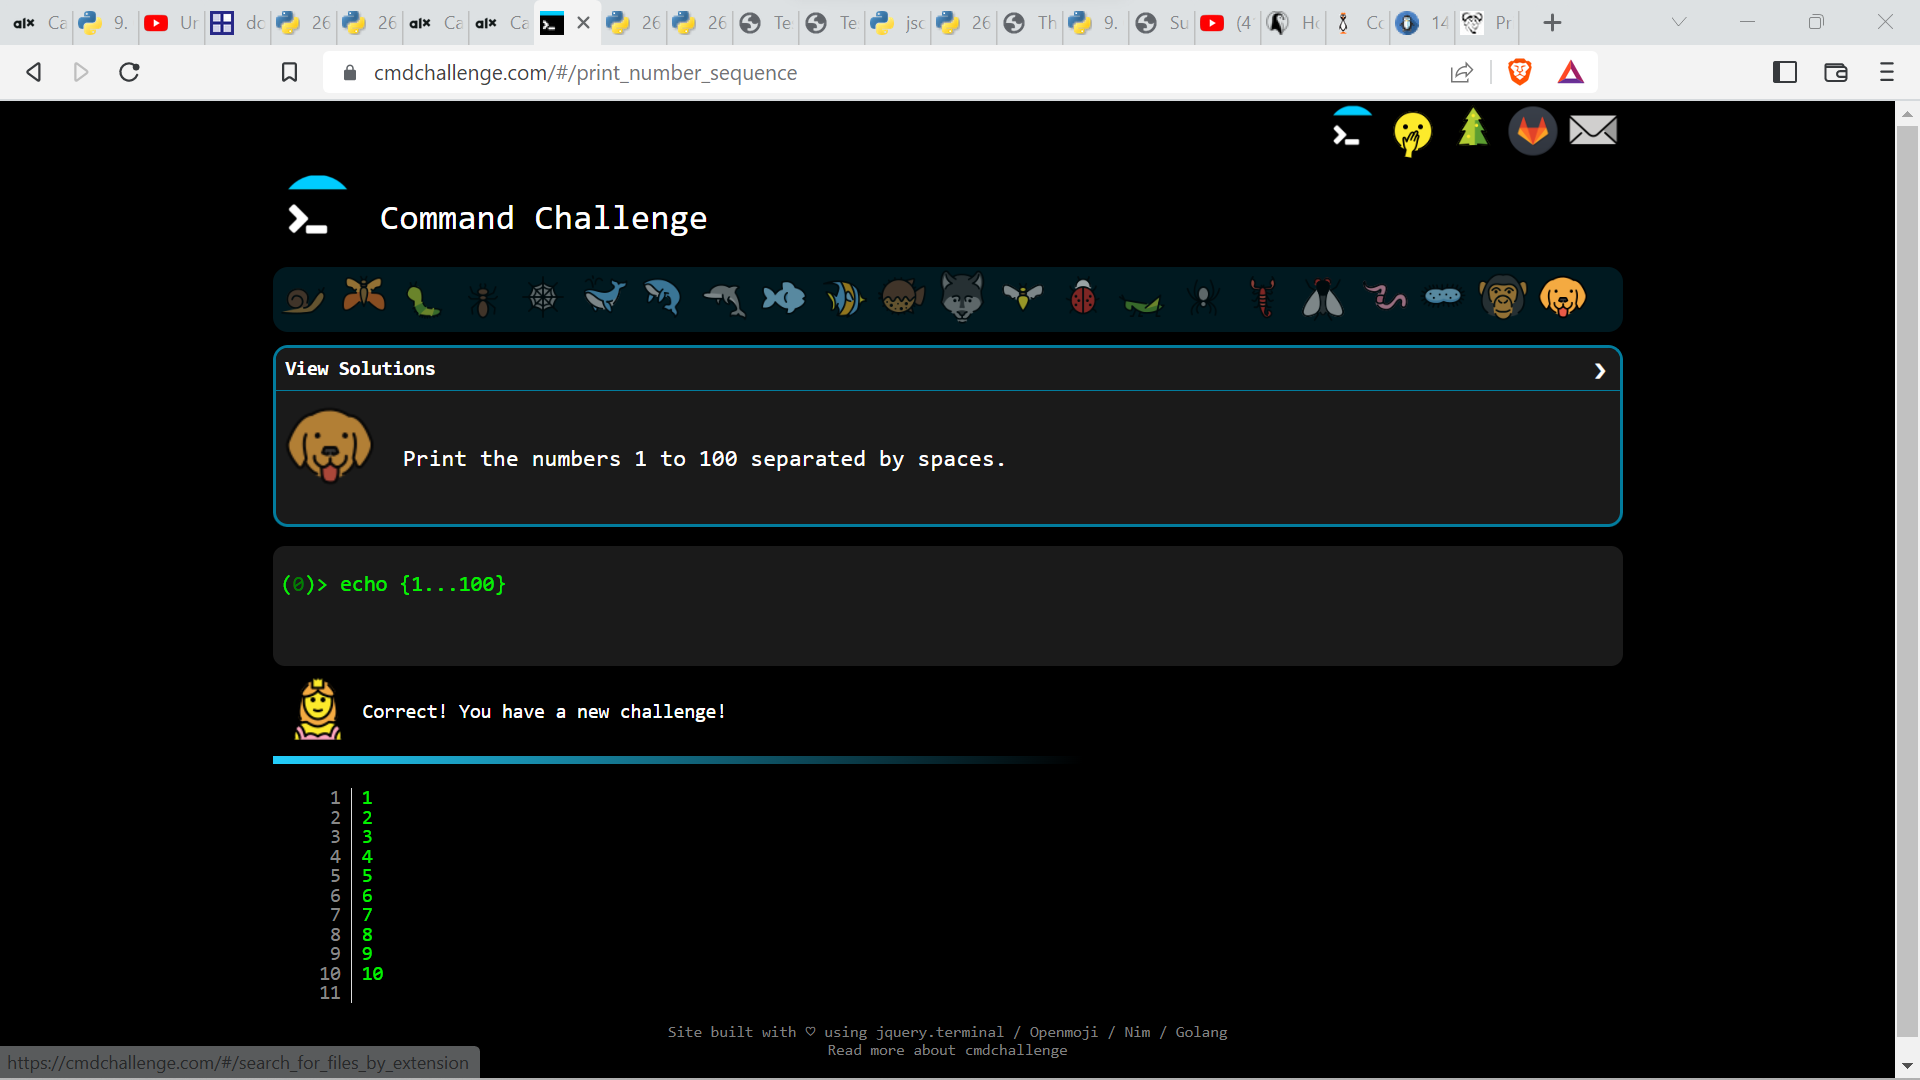 alx Ca 9. Ur do 26 26 alx Ca alx Ca 26 26 Te Te jsc 26 Th 9. Su (4 Ho Co 14 Pr
cmdchallenge.com/#/print_number_sequence
Command Challenge
View Solutions
Print the numbers 1 to 100 separated by spaces.
(0)> echo {1...100}
Correct! You have a new challenge!
1 1
2 2
3 3
4 4
5 5
6 6
7 7
8 8
9 9
10 10
11
Site built with ♡ using jquery.terminal / Openmoji / Nim / Golang
Read more about cmdchallenge
https://cmdchallenge.com/#/search_for_files_by_extension